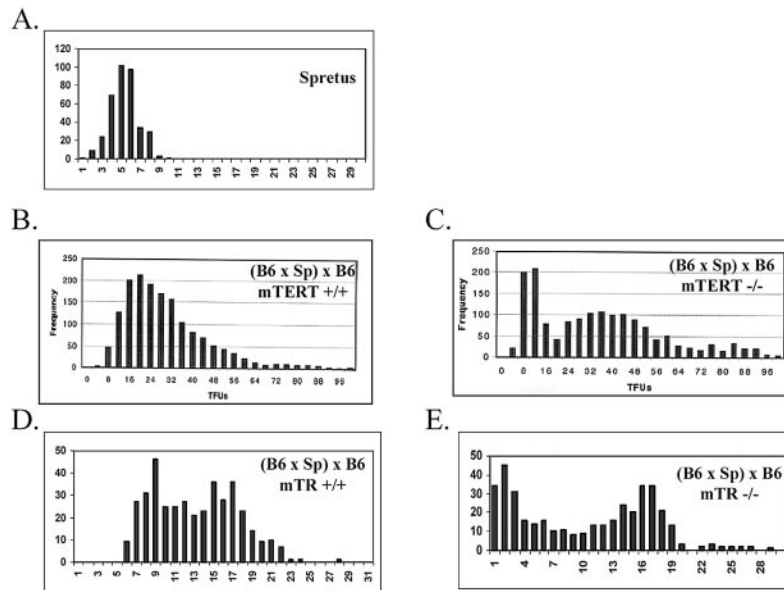 A.
120
100
80
60
40
20
0
Spretus
1 3 5 7 9 11 13 15 17 19 21 23 25 27 29
B.
250
200
150
100
50
0
Frequency
(B6 x Sp) x B6
mTERT +/+
0 8 16 24 32 40 48 56 64 72 80 88 96
TFUs
C.
250
200
150
100
50
0
Frequency
(B6 x Sp) x B6
mTERT -/-
0 8 16 24 32 40 48 56 64 72 80 88 96
TFUs
D.
50
40
30
20
10
0
(B6 x Sp) x B6
mTR +/+
1 3 5 7 9 11 13 15 17 19 21 23 25 27 29 31
E.
50
40
30
20
10
0
(B6 x Sp) x B6
mTR -/-
1 4 7 10 13 16 19 22 25 28